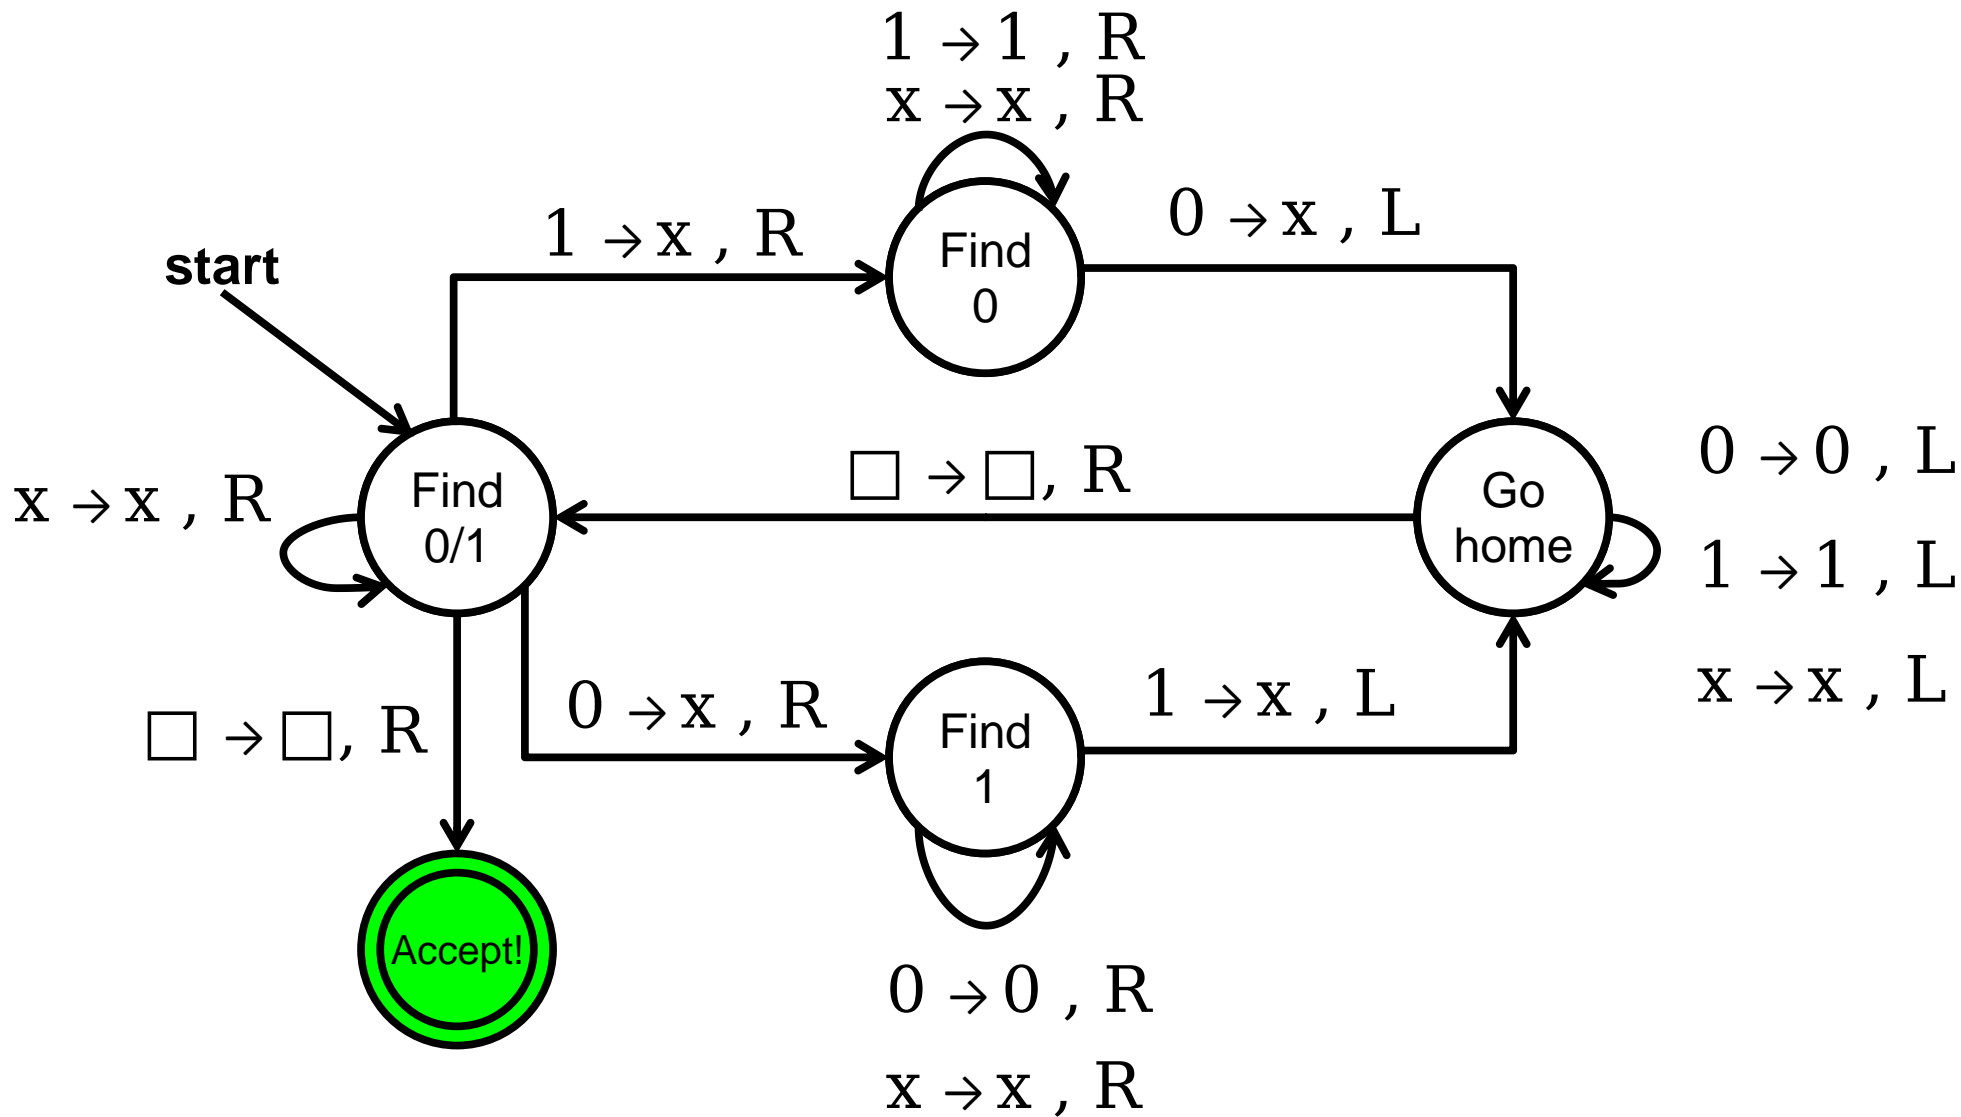 1 → 1 , R
x → x , R
1 → x , R
0 → x , L
start
Find
0
□ → □, R
0 → 0 , L
x → x , R
Find
0/1
Go
home
1 → 1 , L
x → x , L
□ → □, R
0 → x , R
1 → x , L
Find
1
Accept!
0 → 0 , R
x → x , R